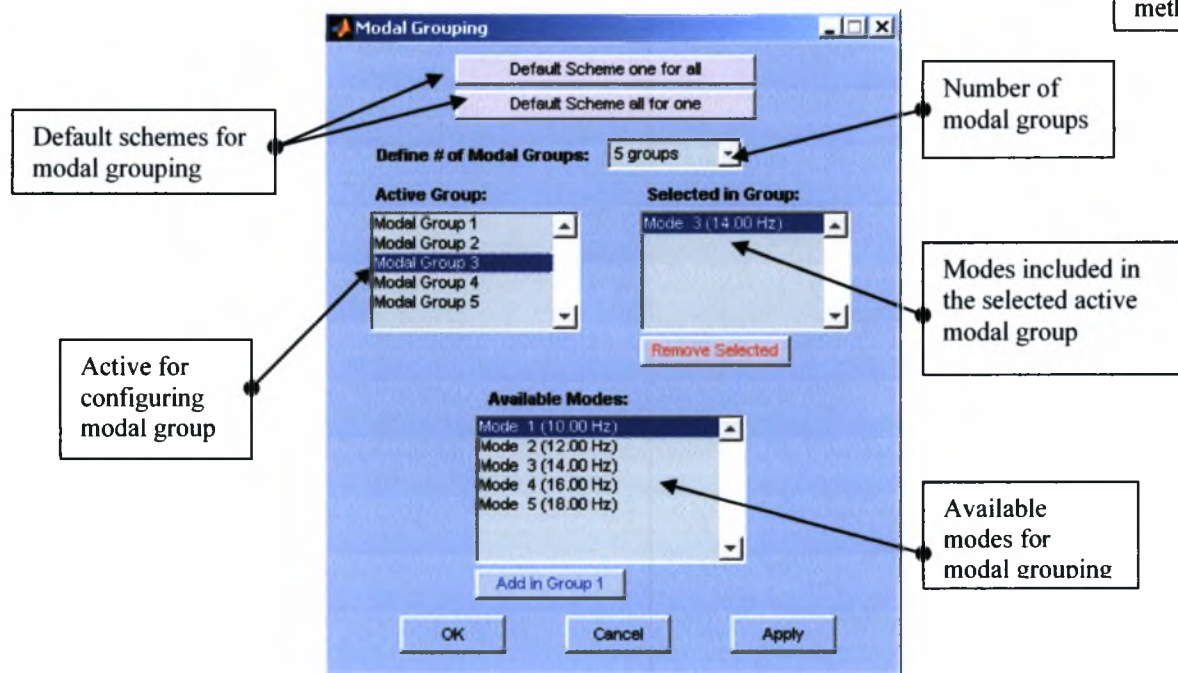 meth
Modal Grouping
Default Scheme one for all
Default Scheme all for one
Default schemes for
modal grouping
Number of
modal groups
Define # of Modal Groups:
5 groups
Active Group:
Selected in Group:
Modal Group 1
Modal Group 2
Modal Group 3
Modal Group 4
Modal Group 5
Mode 3 (14.00 Hz)
Remove Selected
Modes included in
the selected active
modal group
Active for
configuring
modal group
Available Modes:
Mode 1 (10.00 Hz)
Mode 2 (12.00 Hz)
Mode 3 (14.00 Hz)
Mode 4 (16.00 Hz)
Mode 5 (18.00 Hz)
Available
modes for
modal grouping
Add in Group 1
OK
Cancel
Apply